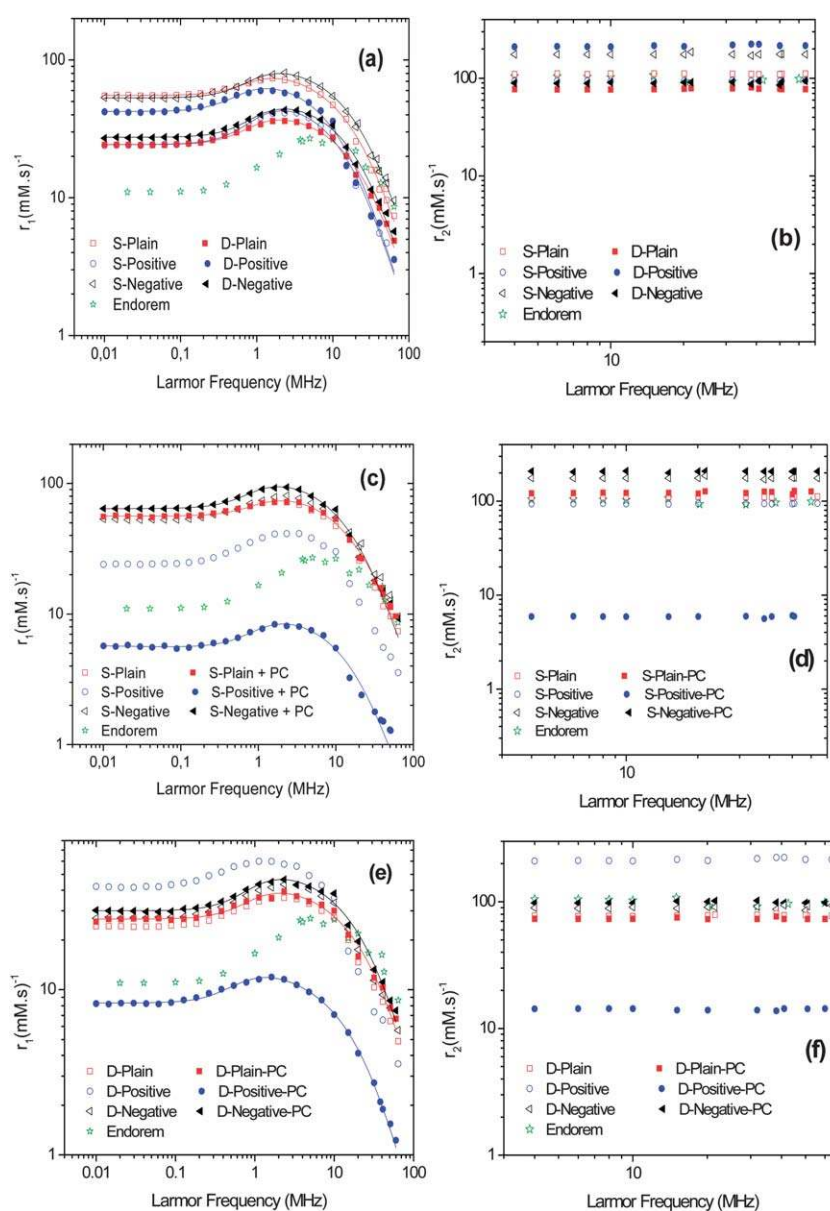 (a)
r1(mM.s)-1
100
10
1
S-Plain D-Plain
S-Positive D-Positive
S-Negative D-Negative
Endorem
0,01 0,1 1 10 100
Larmor Frequency (MHz)
(b)
r2(mM.s)-1
100
10
1
S-Plain D-Plain
S-Positive D-Positive
S-Negative D-Negative
Endorem
10
Larmor Frequency (MHz)
(c)
r1(mM.s)-1
100
10
1
S-Plain S-Plain + PC
S-Positive S-Positive + PC
S-Negative S-Negative + PC
Endorem
0,01 0,1 1 10 100
Larmor Frequency (MHz)
(d)
r2(mM.s)-1
100
10
1
S-Plain S-Plain-PC
S-Positive S-Positive-PC
S-Negative S-Negative-PC
Endorem
10
Larmor Frequency (MHz)
(e)
r1(mM.s)-1
10
1
D-Plain D-Plain-PC
D-Positive D-Positive-PC
D-Negative D-Negative-PC
Endorem
0.01 0.1 1 10 100
Larmor Frequency (MHz)
(f)
r2(mM.s)-1
100
10
1
D-Plain D-Plain-PC
D-Positive D-Positive-PC
D-Negative D-Negative-PC
Endorem
10
Larmor Frequency (MHz)